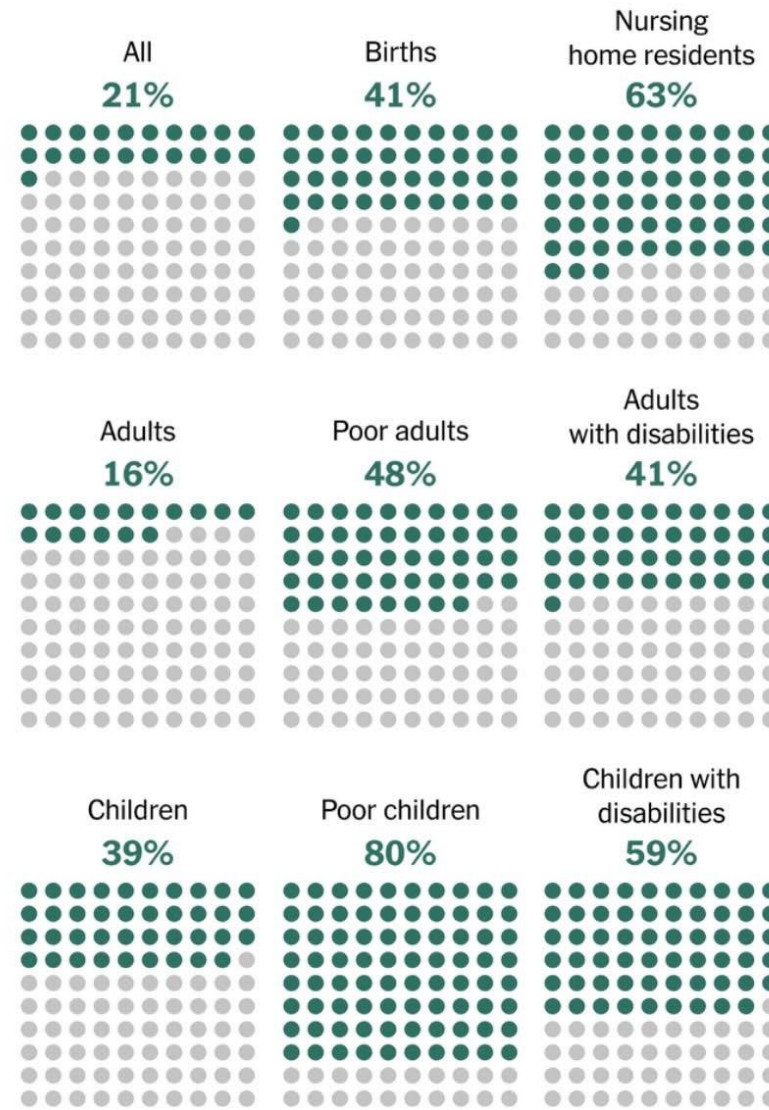 All
21%
Births
41%
Nursing
home residents
63%
Adults
16%
Poor adults
48%
Adults
with disabilities
41%
Children
39%
Poor children
80%
Children with
disabilities
59%